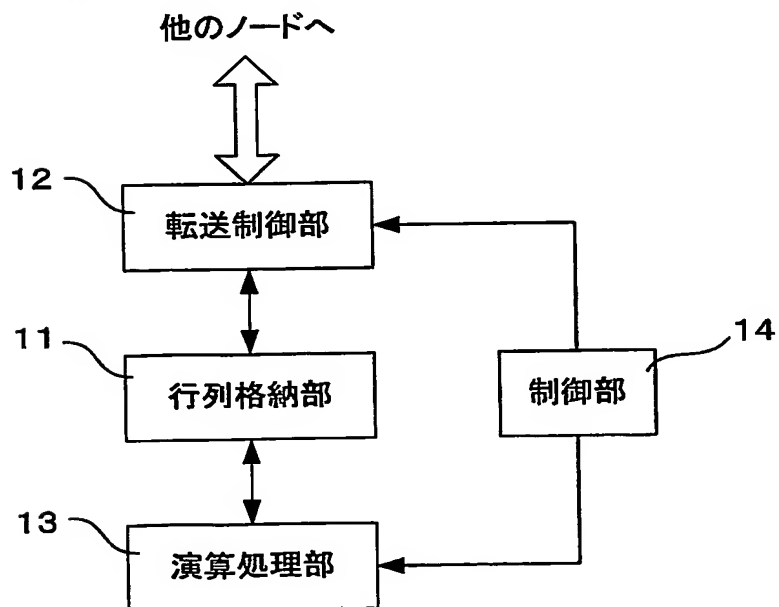 他のノードへ
12
転送制御部
11
行列格納部
14
制御部
13
演算処理部